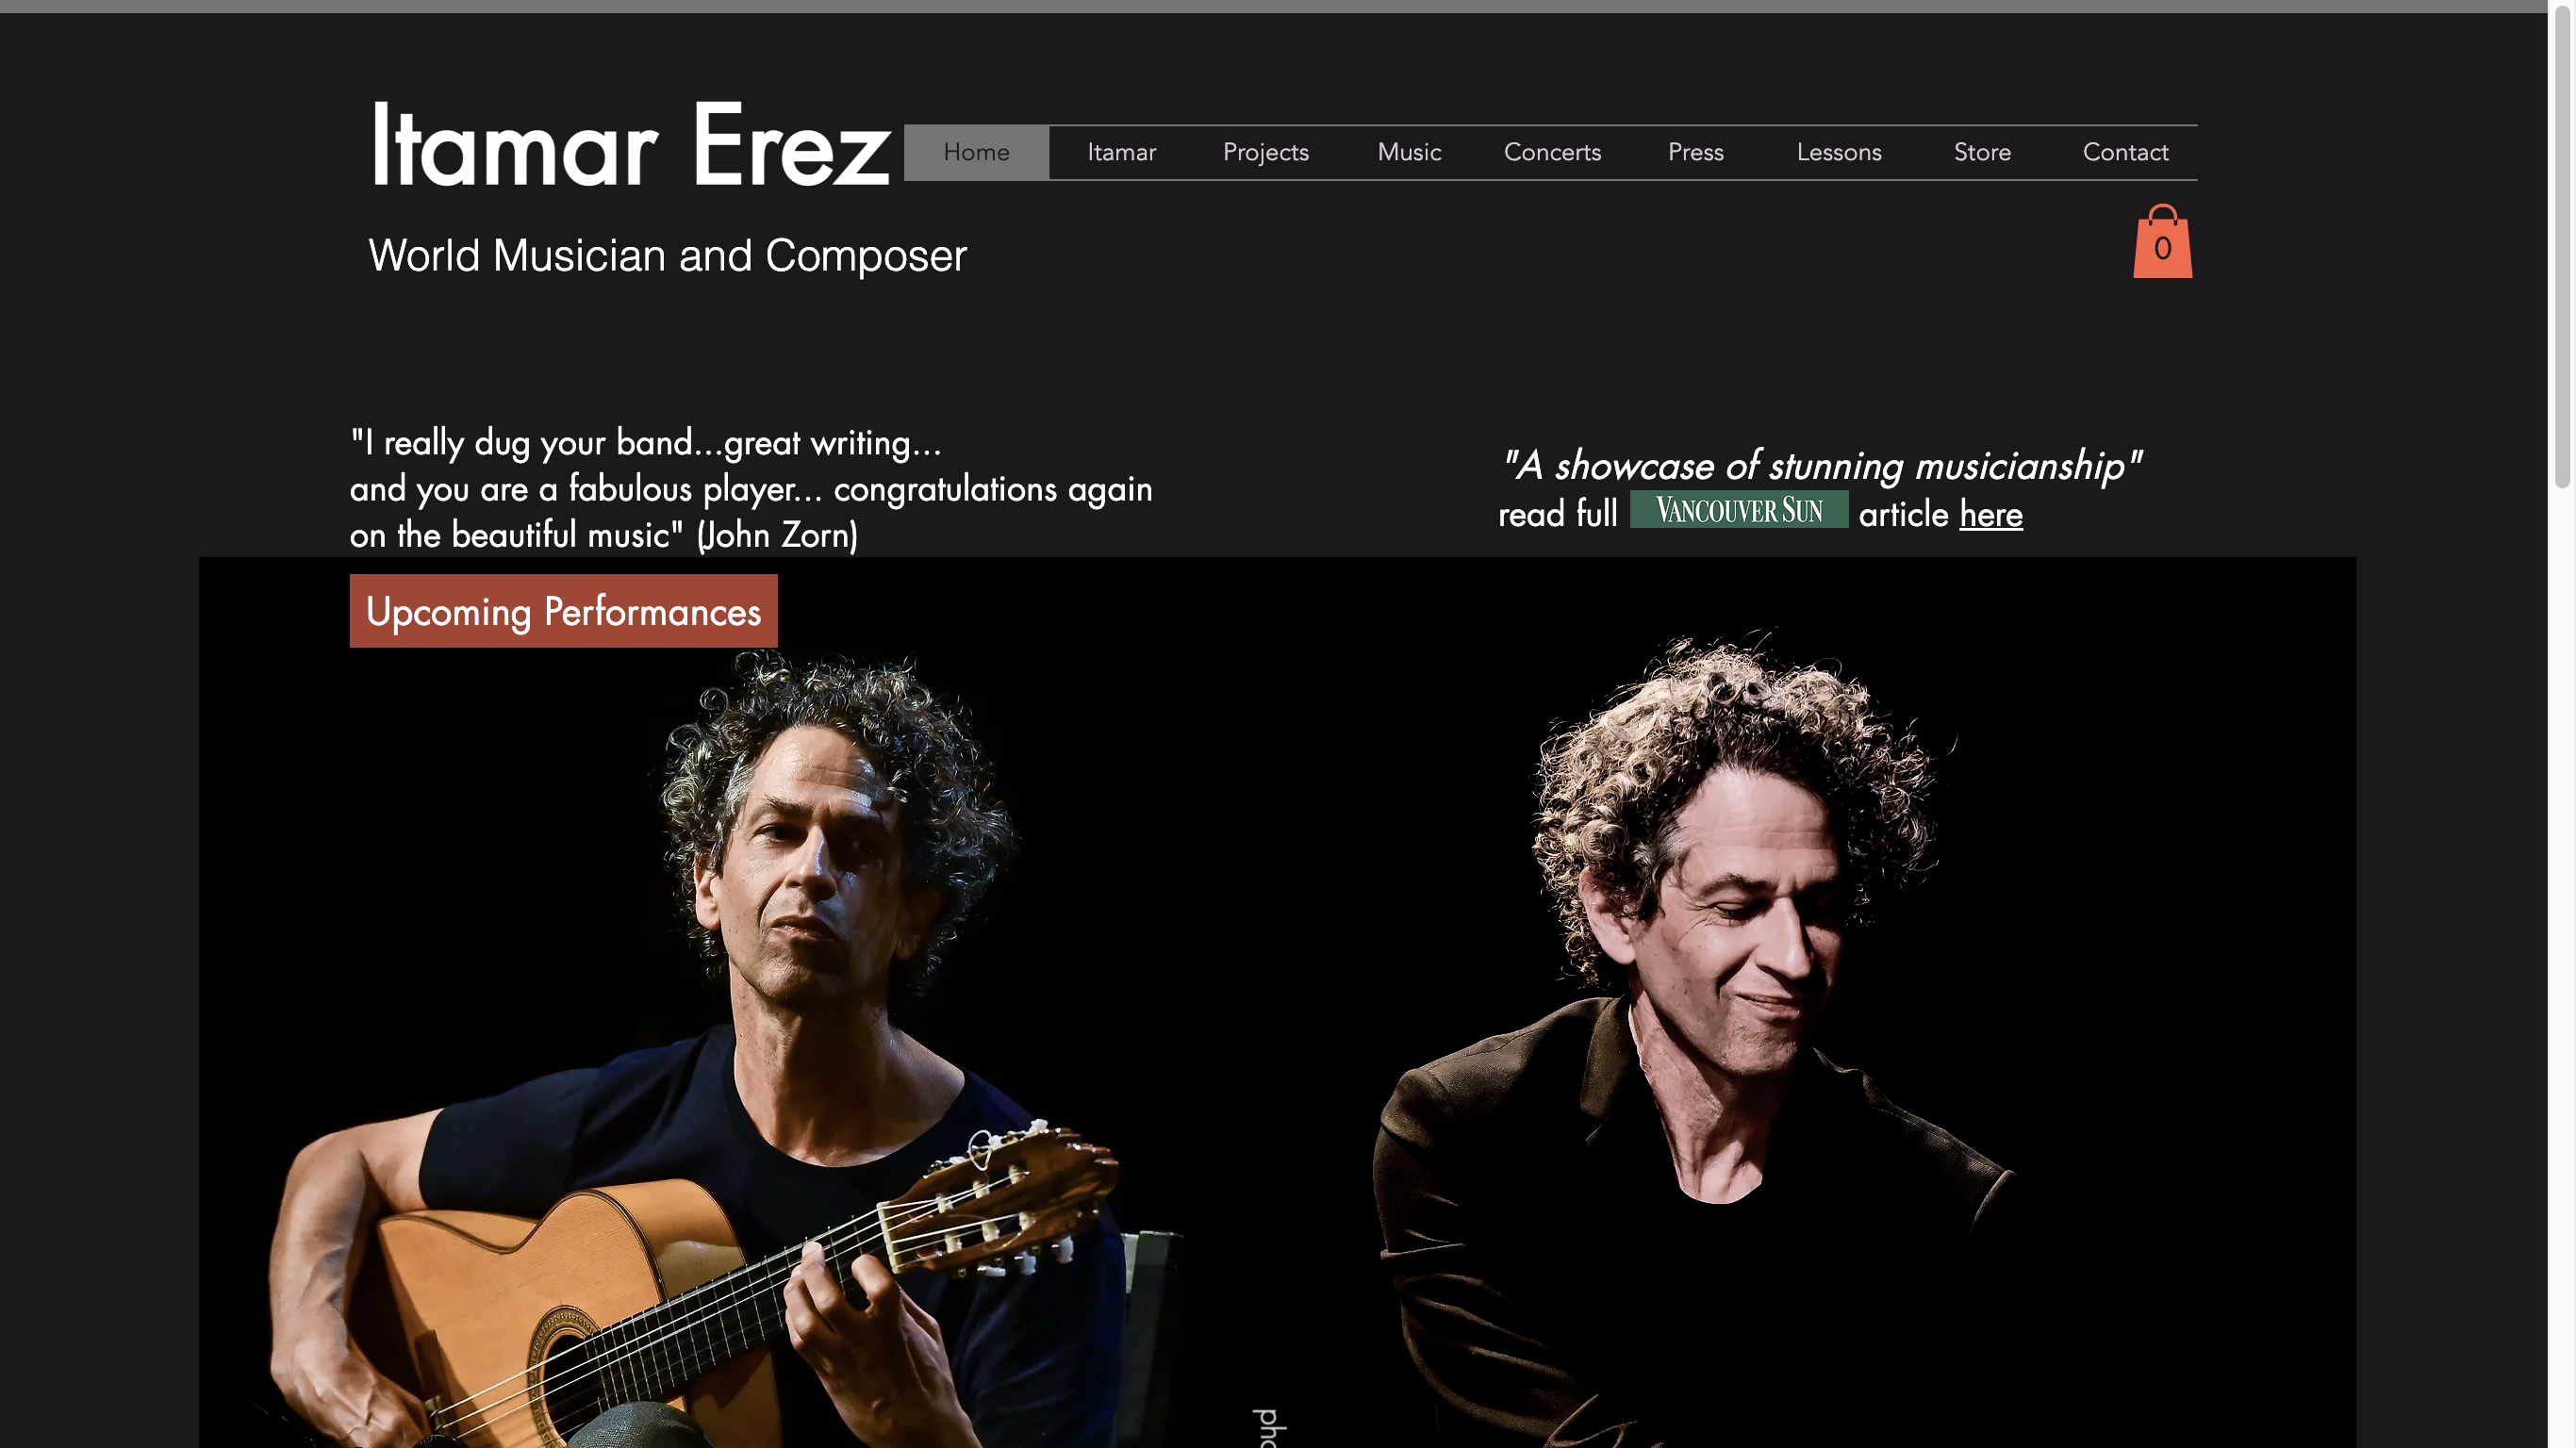 Itamar Erez
Home Itamar Projects Music Concerts Press Lessons Store Contact
World Musician and Composer
0
"I really dug your band...great writing...
and you are a fabulous player... congratulations again
on the beautiful music" (John Zorn)
"A showcase of stunning musicianship"
read full VANCOUVER SUN article here
Upcoming Performances